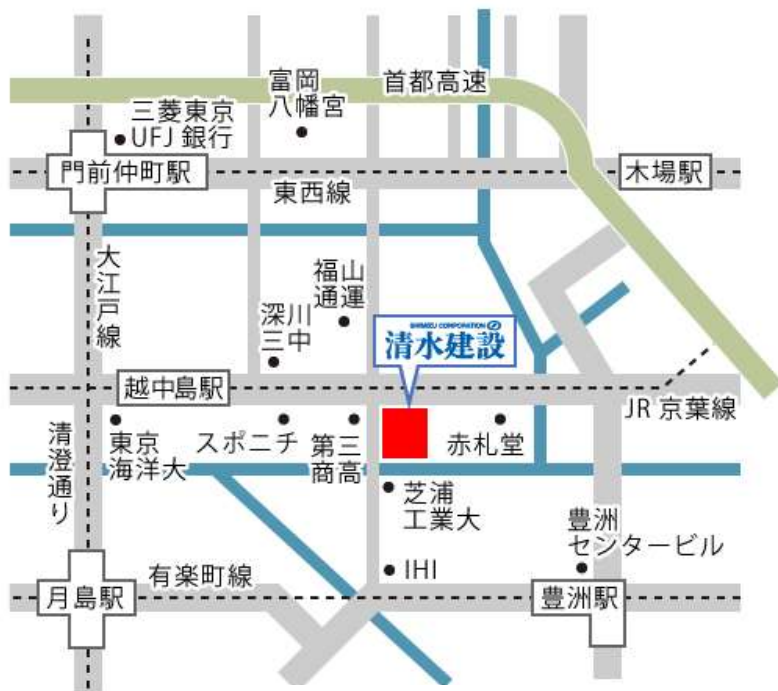 首都高速
富岡
八幡宮
三菱東京
UFJ 銀行
門前仲町駅
木場駅
東西線
大江戸線
福山
通運
深川
三中
SHIMIZU CORPORATION
清水建設
越中島駅
JR 京葉線
清澄通り
東京
海洋大
スポニチ
第三
商高
赤札堂
芝浦
工業大
豊洲
センタービル
IHI
有楽町線
月島駅
豊洲駅